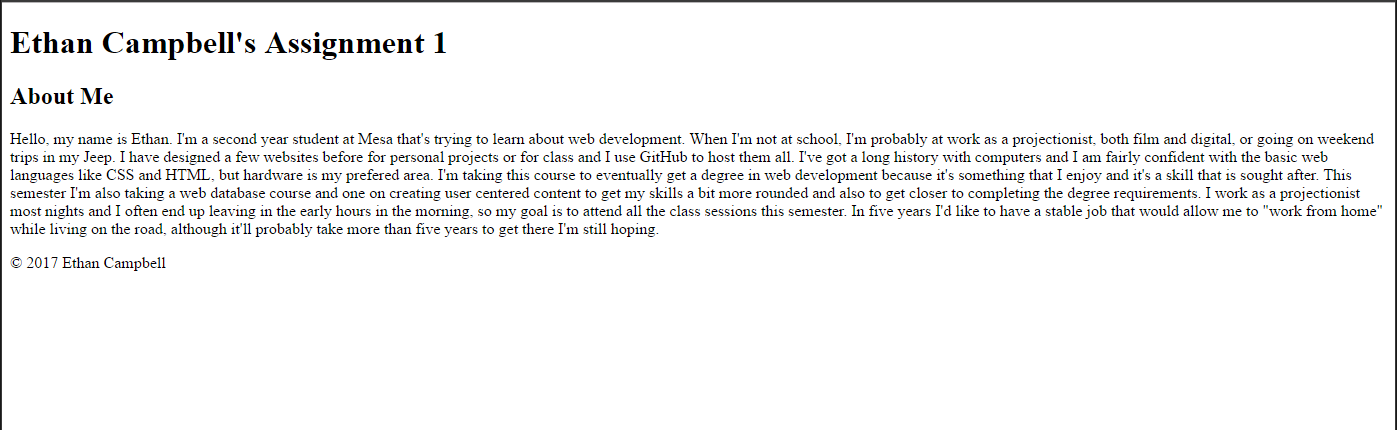 Ethan Campbell's Assignment 1
About Me
Hello, my name is Ethan. I'm a second year student at Mesa that's trying to learn about web development. When I'm not at school, I'm probably at work as a projectionist, both film and digital, or going on weekend
trips in my Jeep. I have designed a few websites before for personal projects or for class and I use GitHub to host them all. I've got a long history with computers and I am fairly confident with the basic web
languages like CSS and HTML, but hardware is my prefered area. I'm taking this course to eventually get a degree in web development because it's something that I enjoy and it's a skill that is sought after. This
semester I'm also taking a web database course and one on creating user centered content to get my skills a bit more rounded and also to get closer to completing the degree requirements. I work as a projectionist
most nights and I often end up leaving in the early hours in the morning, so my goal is to attend all the class sessions this semester. In five years I'd like to have a stable job that would allow me to "work from home"
while living on the road, although it'll probably take more than five years to get there I'm still hoping.
© 2017 Ethan Campbell